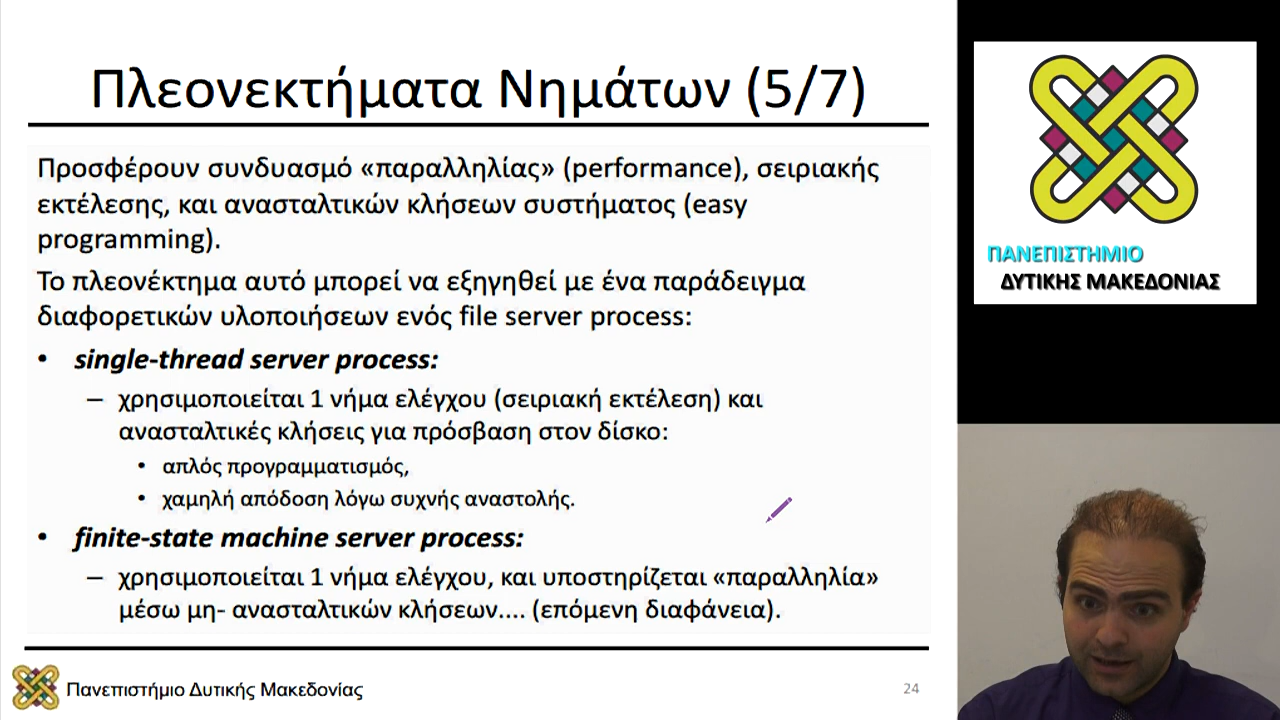 Πλεονεκτήματα Νημάτων (5/7)
Προσφέρουν συνδυασμό «παραλληλίας» (performance), σειριακής
εκτέλεσης, και ανασταλτικών κλήσεων συστήματος (easy
programming).
Το πλεονέκτημα αυτό μπορεί να εξηγηθεί με ένα παράδειγμα
διαφορετικών υλοποιήσεων ενός file server process:
• single-thread server process:
– χρησιμοποιείται 1 νήμα ελέγχου (σειριακή εκτέλεση) και
ανασταλτικές κλήσεις για πρόσβαση στον δίσκο:
• απλός προγραμματισμός,
• χαμηλή απόδοση λόγω συχνής αναστολής.
• finite-state machine server process:
– χρησιμοποιείται 1 νήμα ελέγχου, και υποστηρίζεται «παραλληλία»
μέσω μη- ανασταλτικών κλήσεων.... (επόμενη διαφάνεια).
Πανεπιστήμιο Δυτικής Μακεδονίας
24
ΠΑΝΕΠΙΣΤΗΜΙΟ
ΔΥΤΙΚΗΣ ΜΑΚΕΔΟΝΙΑΣ